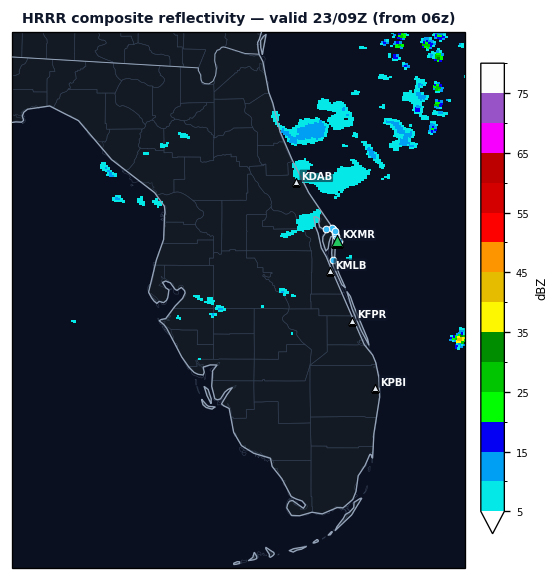 HRRR composite reflectivity — valid 23/09Z (from 06z)
KDAB
KXMR
KMLB
KFPR
KPBI
75
65
55
45
35
25
15
5
dBZ